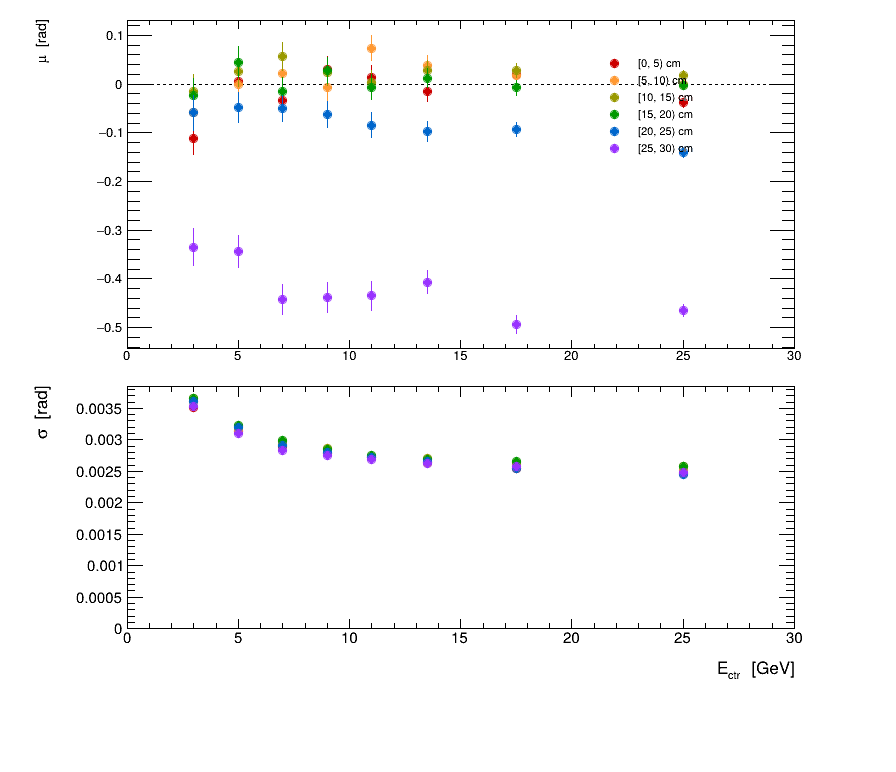 μ [rad]
0.1
0
−0.1
−0.2
−0.3
−0.4
−0.5
[0, 5) cm
[5, 10) cm
[10, 15) cm
[15, 20) cm
[20, 25) cm
[25, 30) cm
0 5 10 15 20 25 30
σ [rad]
0.0035
0.003
0.0025
0.002
0.0015
0.001
0.0005
0
0 5 10 15 20 25 30
E_ctr [GeV]